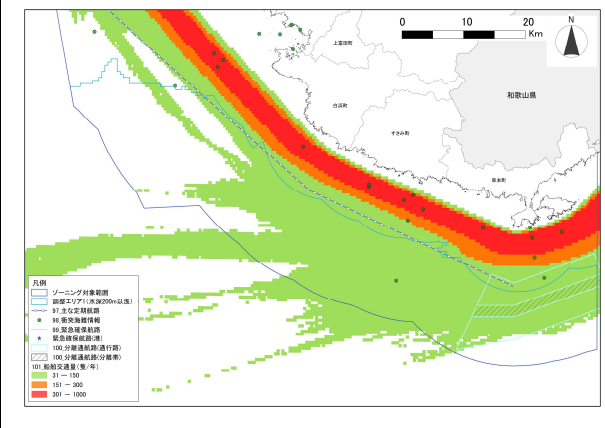 0 10 20
Km
N
上富田町
和歌山県
白浜町
すさみ町
串本町
凡例
ゾーニング対象範囲
調整エリア1(水深200m以浅)
97_主な定期航路
98_衝突海難情報
99_緊急確保航路
緊急確保航路(港)
100_分離通航路(通行路)
100_分離通航路(分離帯)
101_船舶交通量(隻/年)
31 － 150
151 － 300
301 － 1000